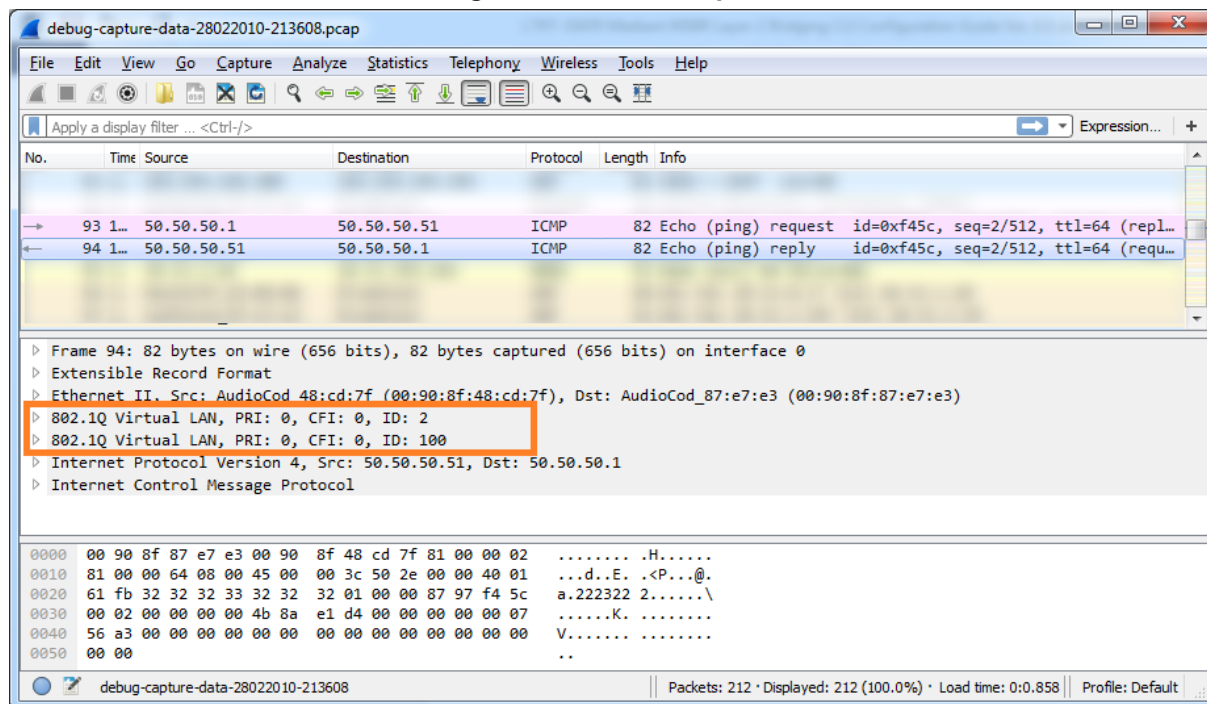 debug-capture-data-28022010-213608.pcap
File Edit View Go Capture Analyze Statistics Telephony Wireless Tools Help
Apply a display filter ... <Ctrl-/> Expression... +
No. Time Source Destination Protocol Length Info
93 1… 50.50.50.1 50.50.50.51 ICMP 82 Echo (ping) request id=0xf45c, seq=2/512, ttl=64 (repl…
94 1… 50.50.50.51 50.50.50.1 ICMP 82 Echo (ping) reply id=0xf45c, seq=2/512, ttl=64 (requ…
Frame 94: 82 bytes on wire (656 bits), 82 bytes captured (656 bits) on interface 0
Extensible Record Format
Ethernet II, Src: AudioCod_48:cd:7f (00:90:8f:48:cd:7f), Dst: AudioCod_87:e7:e3 (00:90:8f:87:e7:e3)
802.1Q Virtual LAN, PRI: 0, CFI: 0, ID: 2
802.1Q Virtual LAN, PRI: 0, CFI: 0, ID: 100
Internet Protocol Version 4, Src: 50.50.50.51, Dst: 50.50.50.1
Internet Control Message Protocol
0000 00 90 8f 87 e7 e3 00 90 8f 48 cd 7f 81 00 00 02 ........ .H......
0010 81 00 00 64 08 00 45 00 00 3c 50 2e 00 00 40 01 ...d..E. .<P...@.
0020 61 fb 32 32 32 33 32 32 32 01 00 00 87 97 f4 5c a.222322 2......\
0030 00 02 00 00 00 00 4b 8a e1 d4 00 00 00 00 00 07 ......K. ........
0040 56 a3 00 00 00 00 00 00 00 00 00 00 00 00 00 00 V....... ........
0050 00 00 ..
debug-capture-data-28022010-213608 Packets: 212 · Displayed: 212 (100.0%) · Load time: 0:0.858 Profile: Default